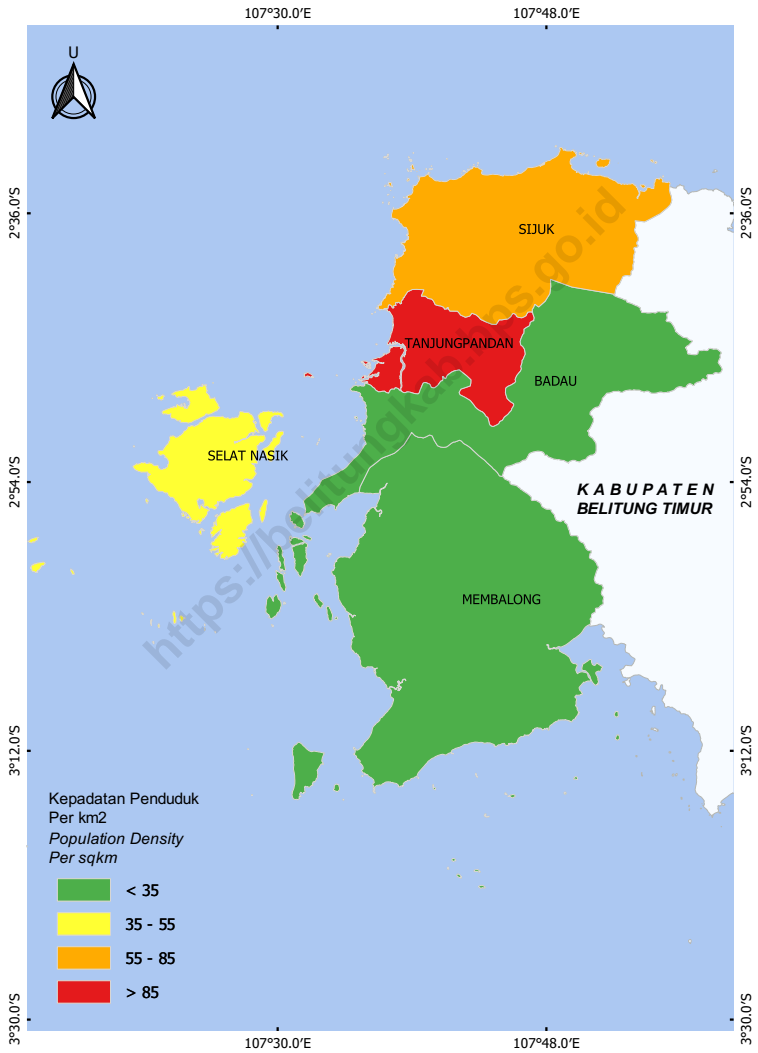 107°30.0'E
107°48.0'E
U
2°36.0'S
2°36.0'S
SIJUK
TANJUNGPANDAN
BADAU
SELAT NASIK
2°54.0'S
2°54.0'S
K A B U P A T E N
BELITUNG TIMUR
MEMBALONG
https://belitungkab.bps.go.id
3°12.0'S
3°12.0'S
Kepadatan Penduduk
Per km2
Population Density
Per sqkm
< 35
35 - 55
55 - 85
> 85
3°30.0'S
3°30.0'S
107°30.0'E
107°48.0'E